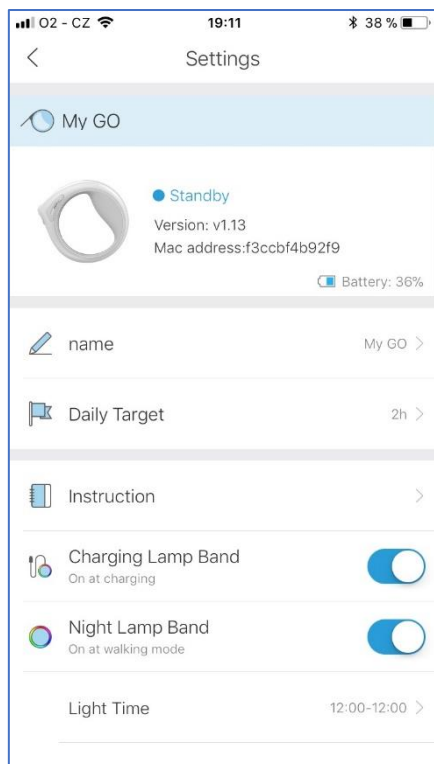 O2 - CZ 19:11 38 %
Settings
My GO
Standby
Version: v1.13
Mac address:f3ccbf4b92f9
Battery: 36%
name My GO
Daily Target 2h
Instruction
Charging Lamp Band
On at charging
Night Lamp Band
On at walking mode
Light Time 12:00-12:00